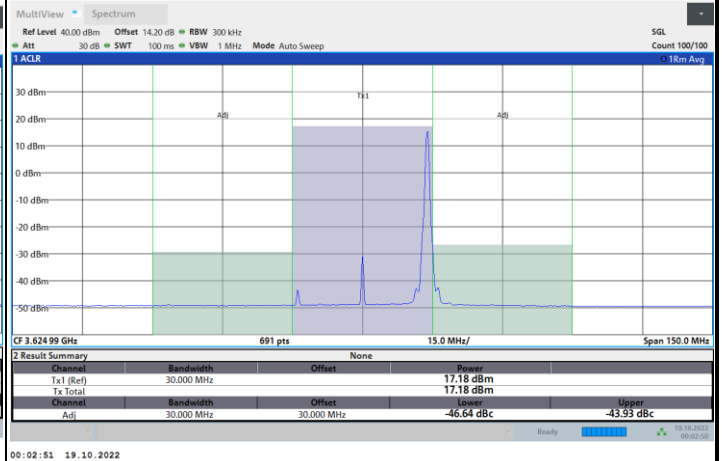 MultiView Spectrum
Ref Level 40.00 dBm Offset 14.20 dB RBW 300 kHz SGL
Att 30 dB SWT 100 ms VBW 1 MHz Mode Auto Sweep Count 100/100
1 ACLR 1Rm Avg
30 dBm
Tx1
20 dBm
Adj Adj
10 dBm
0 dBm
-10 dBm
-20 dBm
-30 dBm
-40 dBm
-50 dBm
CF 3.624 99 GHz 691 pts 15.0 MHz/ Span 150.0 MHz
2 Result Summary None
Channel Bandwidth Offset Power
Tx1 (Ref) 30.000 MHz 17.18 dBm
Tx Total 17.18 dBm
Channel Bandwidth Offset Lower Upper
Adj 30.000 MHz 30.000 MHz -46.64 dBc -43.93 dBc
Ready 19.10.2022
00:02:50
00:02:51 19.10.2022